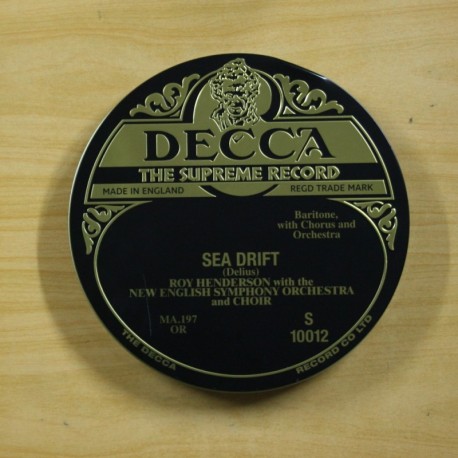 DECCA
THE SUPREME RECORD
MADE IN ENGLAND REGD TRADE MARK
Baritone,
with Chorus and
Orchestra
SEA DRIFT
(Delius)
ROY HENDERSON with the
NEW ENGLISH SYMPHONY ORCHESTRA
and CHOIR
MA.197
OR
S
10012
THE DECCA RECORD CO LTD